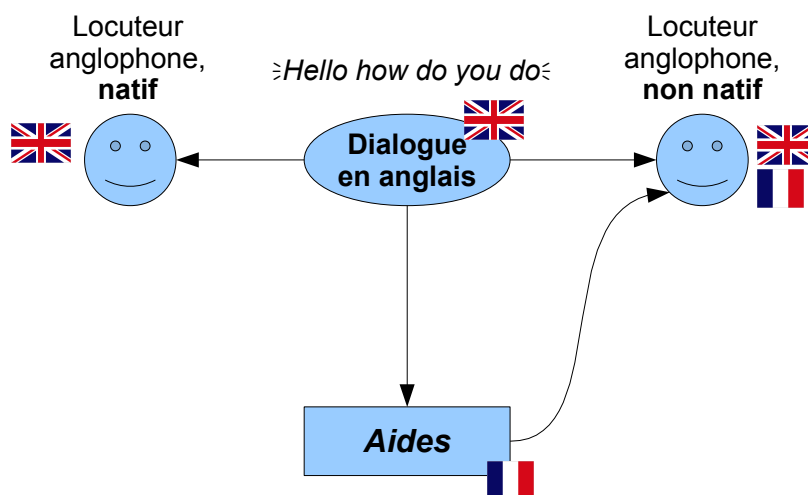 Locuteur
anglophone,
natif
Hello how do you do
Locuteur
anglophone,
non natif
Dialogue
en anglais
Aides